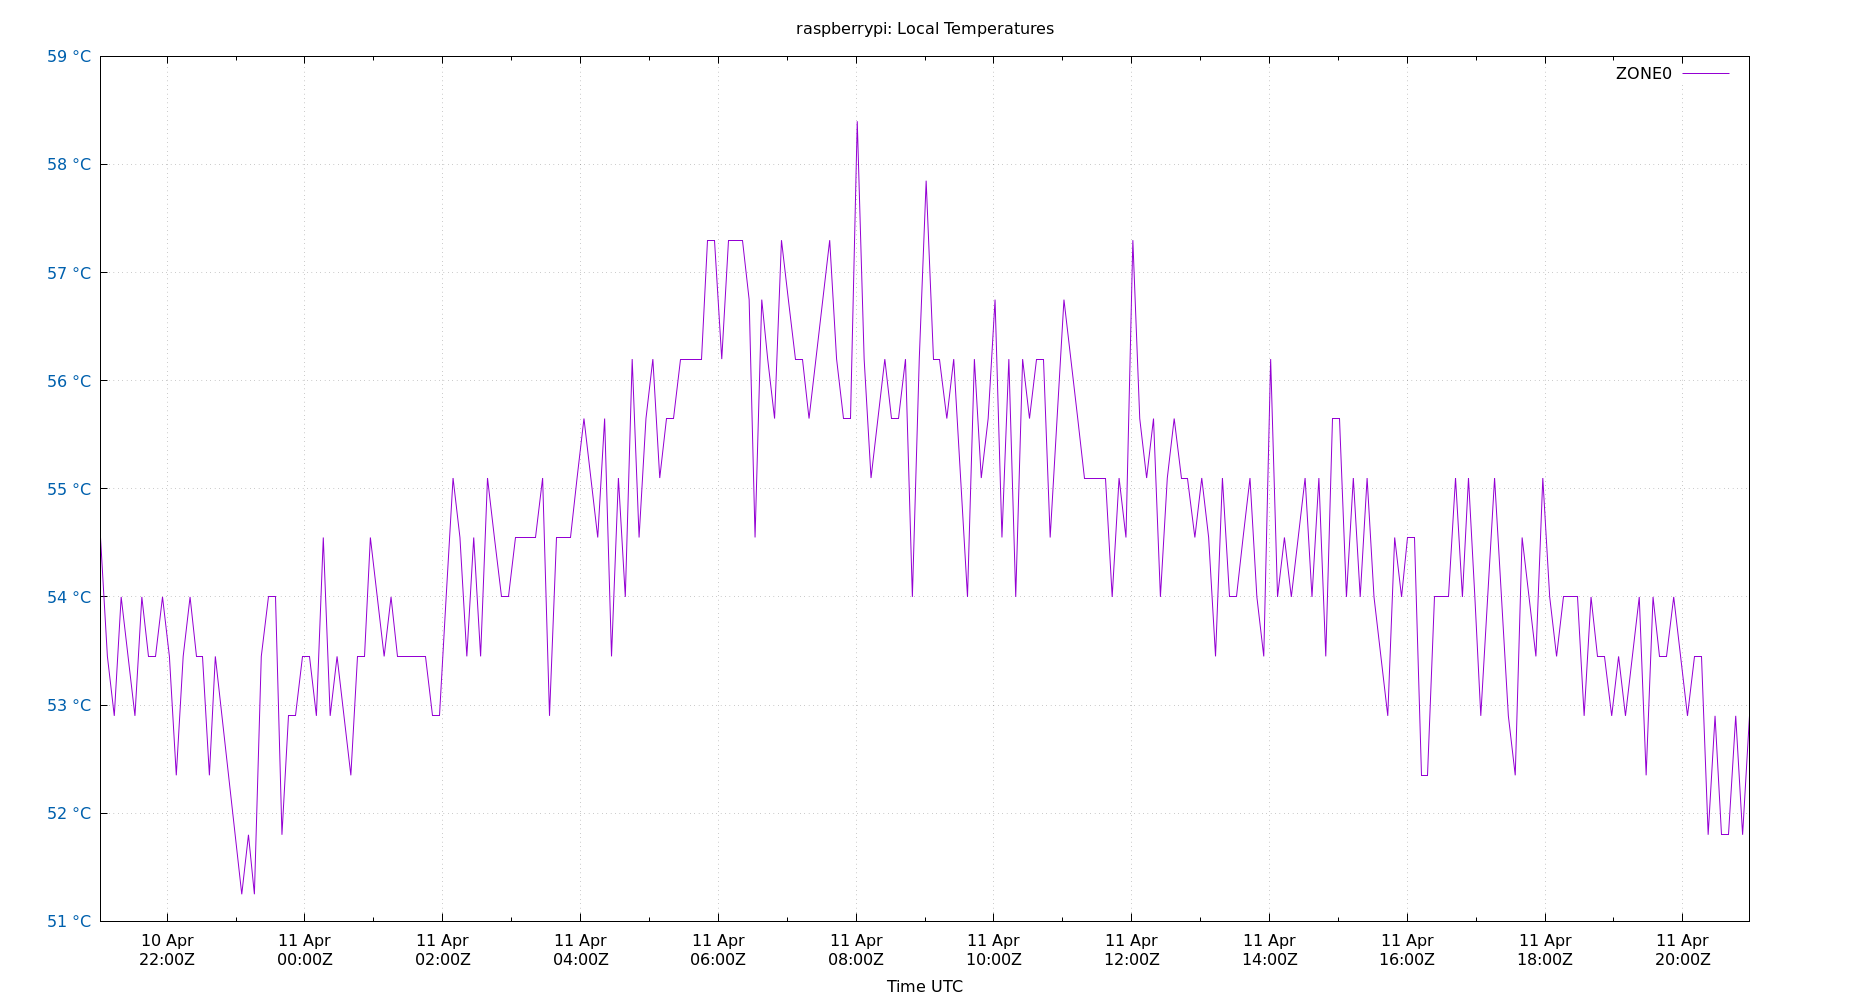 raspberrypi: Local Temperatures
59 °C
ZONE0
58 °C
57 °C
56 °C
55 °C
54 °C
53 °C
52 °C
51 °C
10 Apr 11 Apr 11 Apr 11 Apr 11 Apr 11 Apr 11 Apr 11 Apr 11 Apr 11 Apr 11 Apr 11 Apr
22:00Z 00:00Z 02:00Z 04:00Z 06:00Z 08:00Z 10:00Z 12:00Z 14:00Z 16:00Z 18:00Z 20:00Z
Time UTC